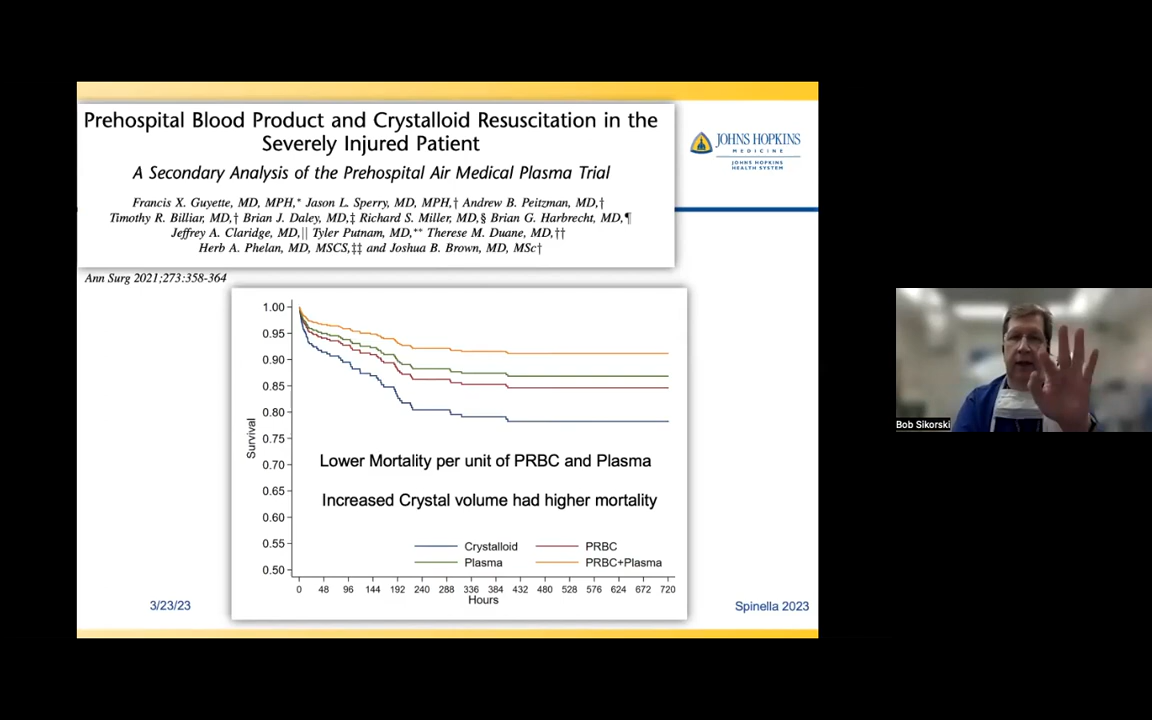 Prehospital Blood Product and Crystalloid Resuscitation in the
Severely Injured Patient
A Secondary Analysis of the Prehospital Air Medical Plasma Trial
Francis X. Guyette, MD, MPH,* Jason L. Sperry, MD, MPH,† Andrew B. Peitzman, MD,†
Timothy R. Billiar, MD,† Brian J. Daley, MD,‡ Richard S. Miller, MD,§ Brian G. Harbrecht, MD,¶
Jeffrey A. Claridge, MD,|| Tyler Putnam, MD,** Therese M. Duane, MD,††
Herb A. Phelan, MD, MSCS,‡‡ and Joshua B. Brown, MD, MSc†
JOHNS HOPKINS
MEDICINE
JOHNS HOPKINS
HEALTH SYSTEM
Ann Surg 2021;273:358-364
1.00
0.95
0.90
0.85
0.80
0.75
0.70
0.65
0.60
0.55
0.50
Survival
Lower Mortality per unit of PRBC and Plasma
Increased Crystal volume had higher mortality
Crystalloid PRBC
Plasma PRBC+Plasma
0 48 96 144 192 240 288 336 384 432 480 528 576 624 672 720
Hours
3/23/23
Spinella 2023
Bob Sikorski